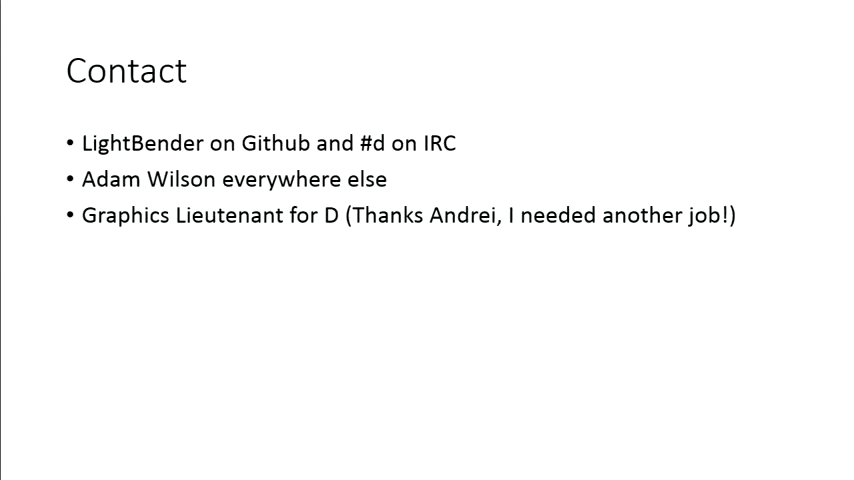 Contact
• LightBender on Github and #d on IRC
• Adam Wilson everywhere else
• Graphics Lieutenant for D (Thanks Andrei, I needed another job!)